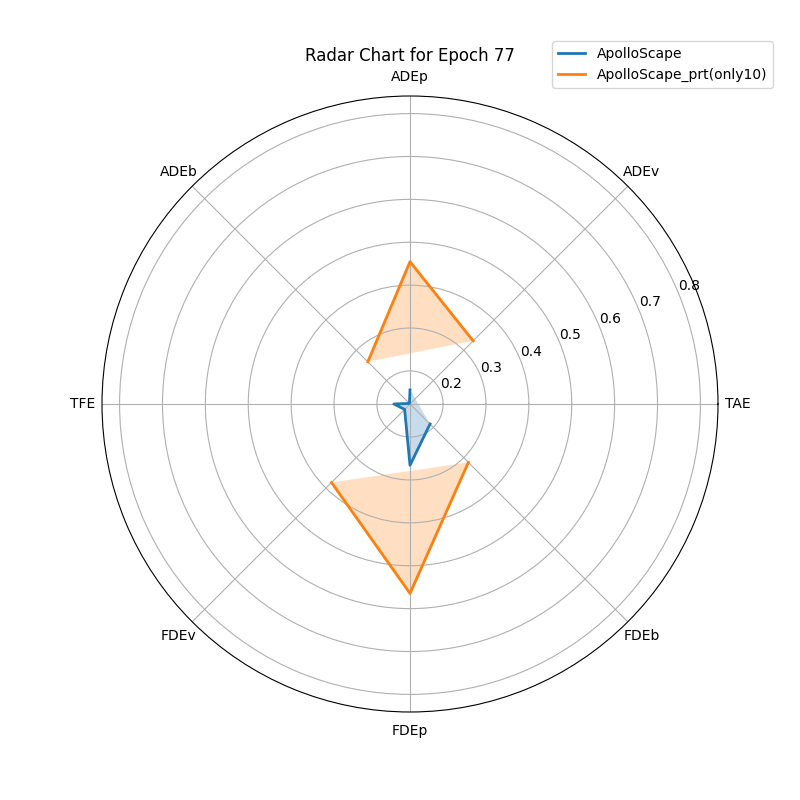 Radar Chart for Epoch 77
ApolloScape
ApolloScape_prt(only10)
ADEp
ADEb
ADEv
0.8
0.7
0.6
0.5
0.4
0.3
0.2
TFE
TAE
FDEv
FDEb
FDEp